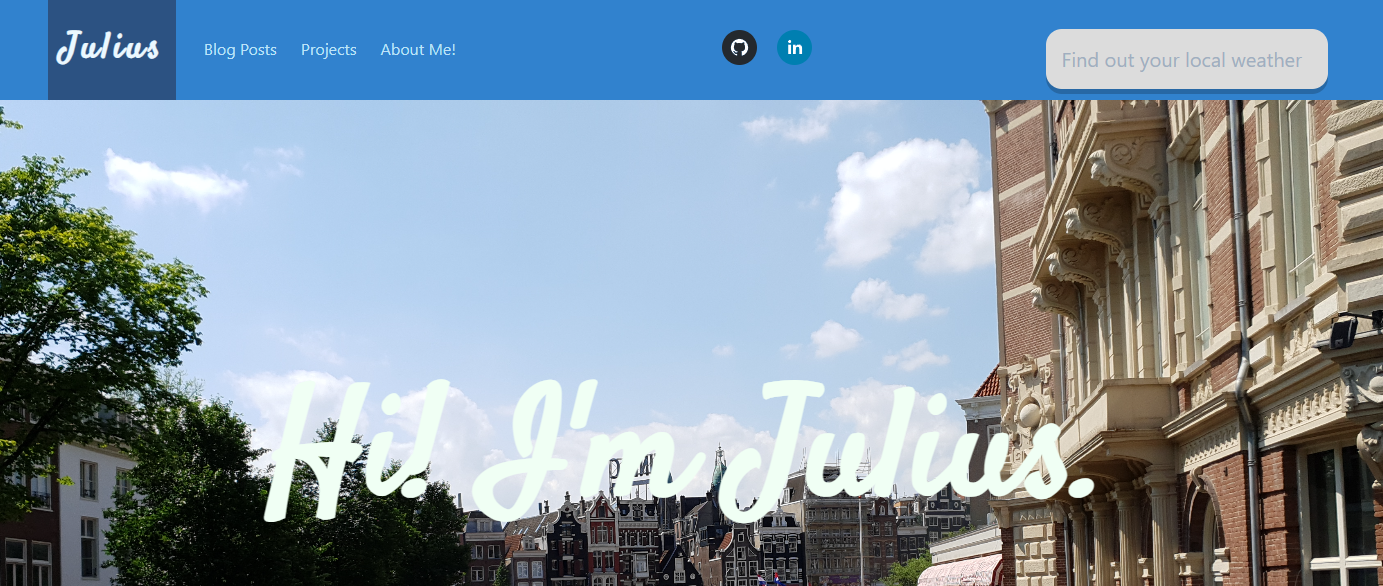 Julius
Blog Posts
Projects
About Me!
in
Find out your local weather
Hi! I'm Julius.